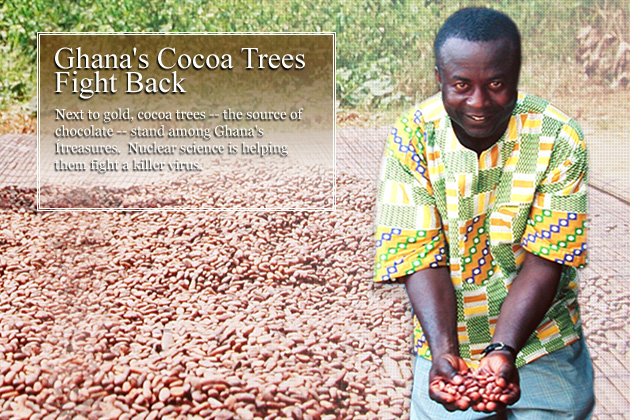 Ghana's Cocoa Trees
Fight Back
Next to gold, cocoa trees -- the source of
chocolate -- stand among Ghana's
ltreasures.  Nuclear science is helping
them fight a killer virus.